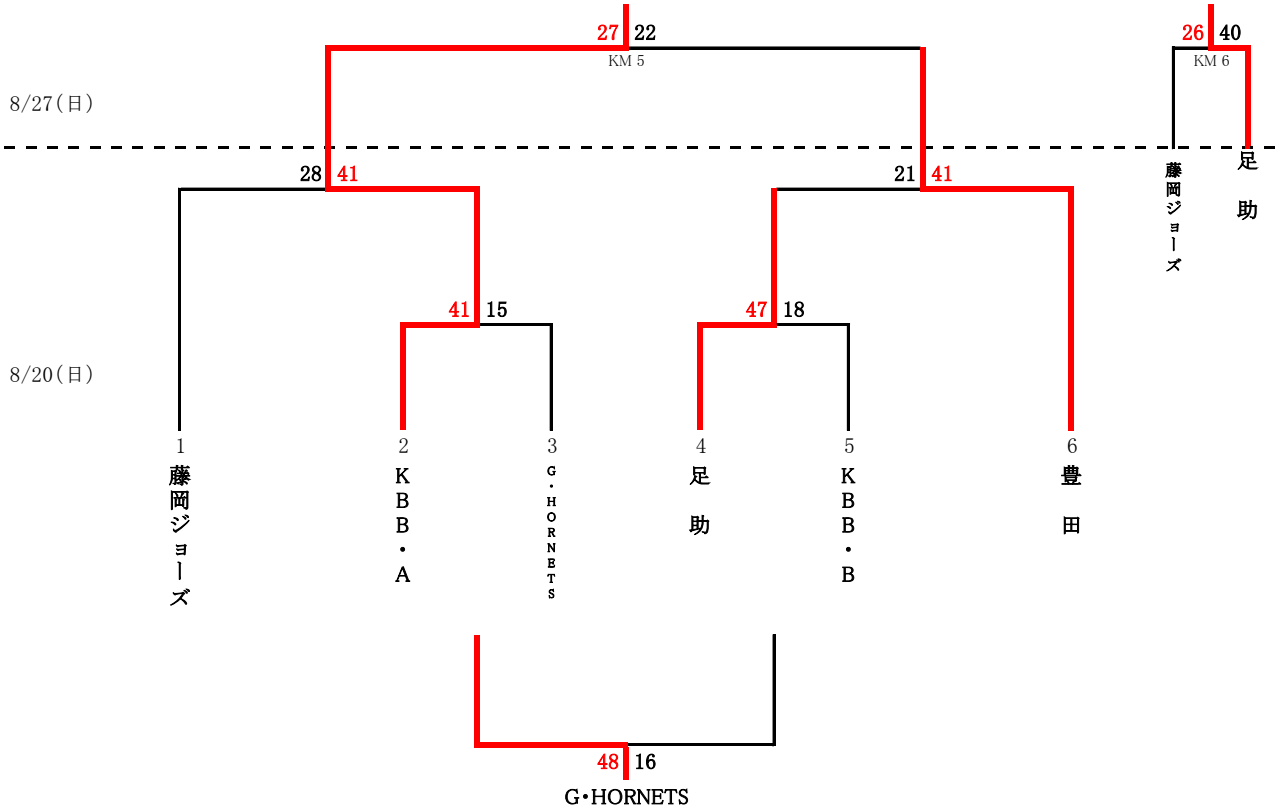 27 22
KM 5
26 40
KM 6
8/27(日)
28 41
21 41
藤岡ジョーズ
足助
41 15
47 18
8/20(日)
1
藤岡ジョーズ
2
KBB・A
3
G・HORNETS
4
足助
5
KBB・B
6
豊田
48 16
G・HORNETS